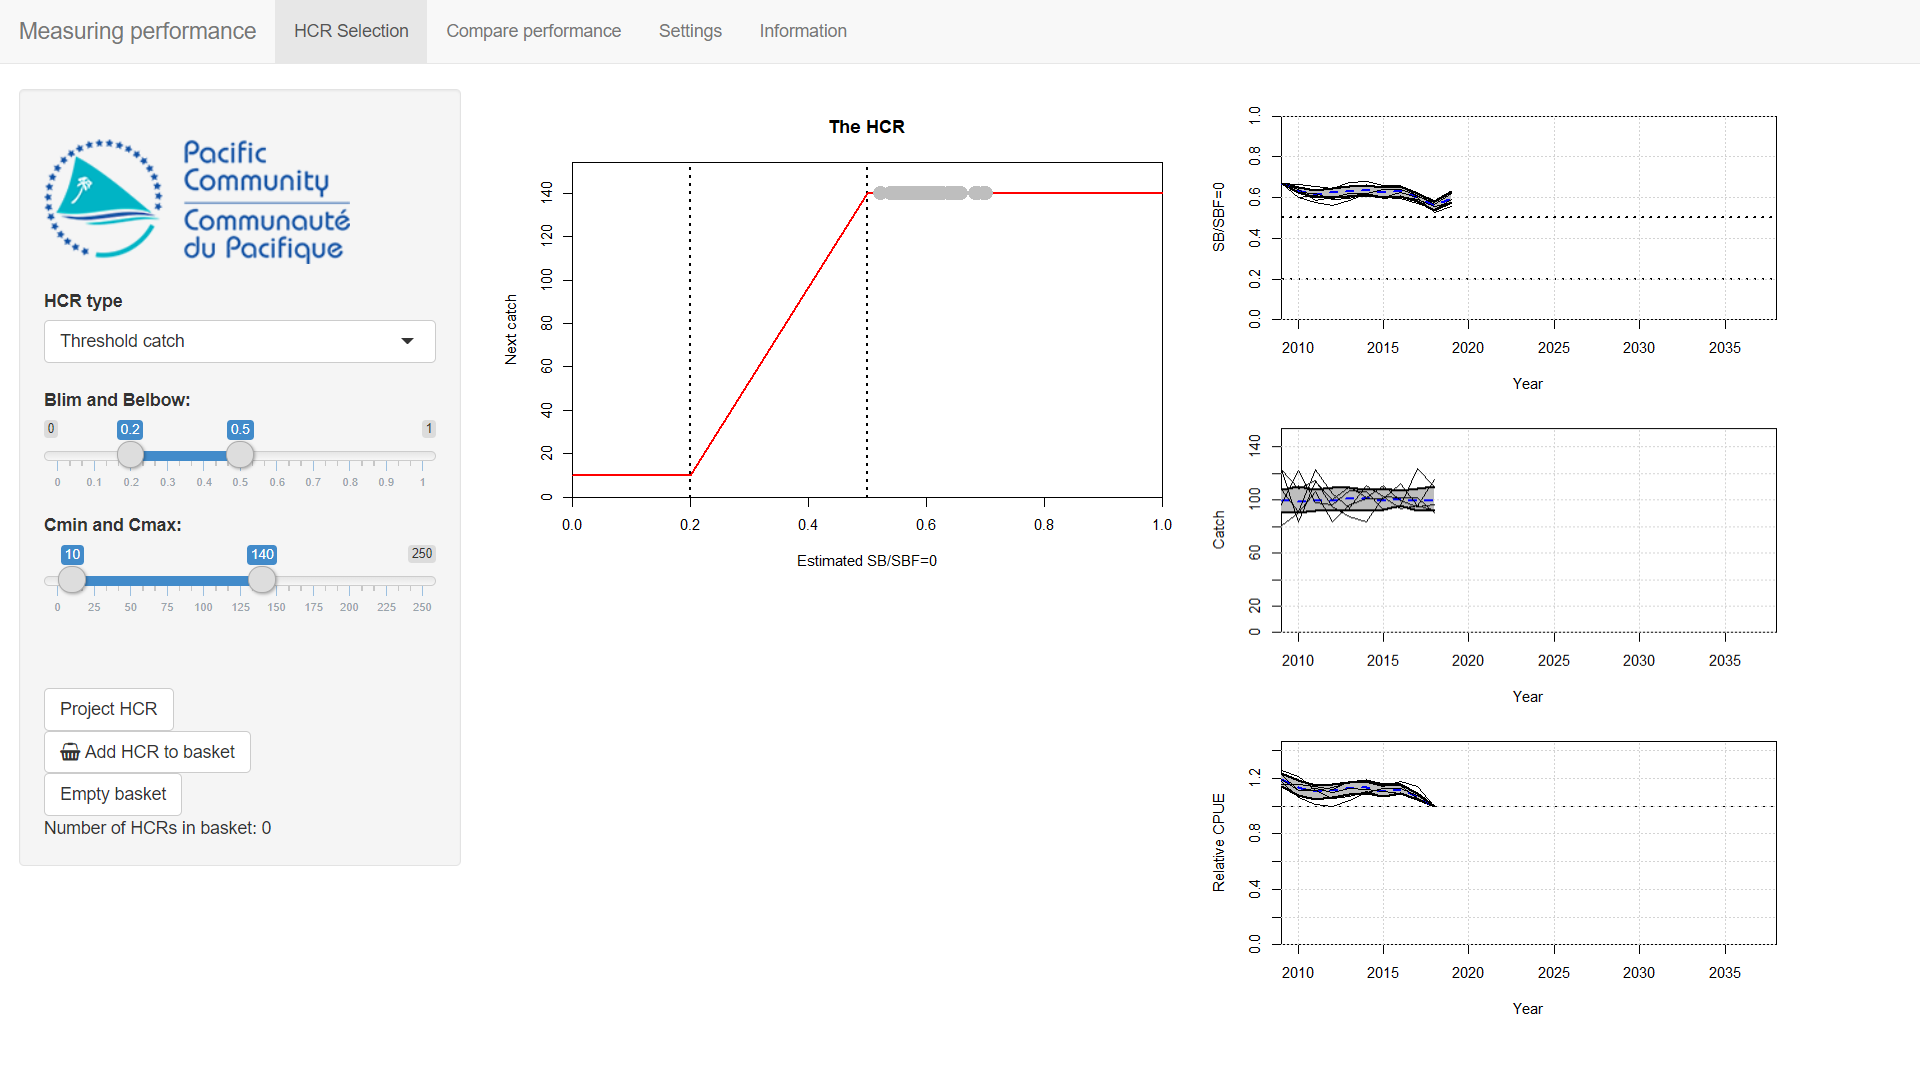 Measuring performance
HCR Selection
Compare performance
Settings
Information
Pacific
Community
Communauté
du Pacifique
HCR type
Threshold catch
Blim and Belbow:
0 0.2 0.5 1
0 0.1 0.2 0.3 0.4 0.5 0.6 0.7 0.8 0.9 1
Cmin and Cmax:
10 140 250
0 25 50 75 100 125 150 175 200 225 250
Project HCR
Add HCR to basket
Empty basket
Number of HCRs in basket: 0
The HCR
Next catch
140
120
100
80
60
40
20
0
0.0 0.2 0.4 0.6 0.8 1.0
Estimated SB/SBF=0
SB/SBF=0
1.0
0.8
0.6
0.4
0.2
0.0
2010 2015 2020 2025 2030 2035
Year
Catch
140
100
60
20
0
2010 2015 2020 2025 2030 2035
Year
Relative CPUE
1.2
0.8
0.4
0.0
2010 2015 2020 2025 2030 2035
Year